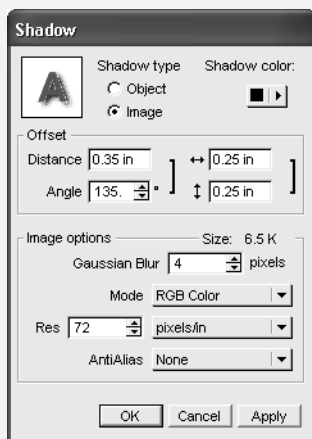 Shadow
A
Shadow type Shadow color:
Object
Image
Offset
Distance 0.35 in ↔ 0.25 in
Angle 135. ° ↕ 0.25 in
Image options Size: 6.5 K
Gaussian Blur 4 pixels
Mode RGB Color
Res 72 pixels/in
AntiAlias None
OK Cancel Apply